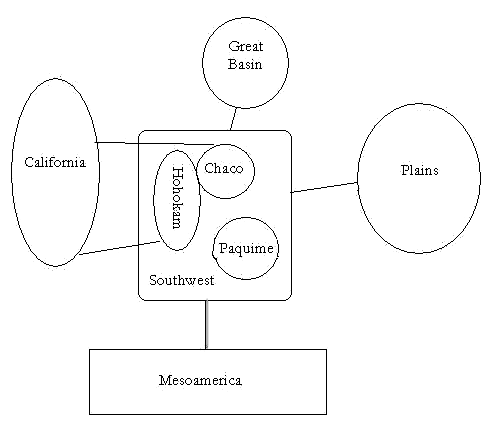 Great
Basin
California
Hohokam
Chaco
Plains
Paquime
Southwest
Mesoamerica